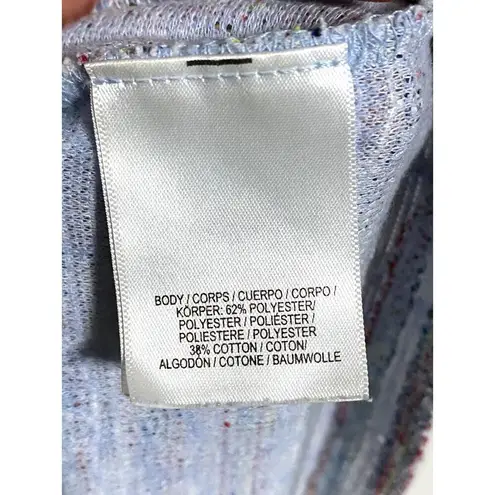 BODY / CORPS / CUERPO / CORPO /
KÖRPER: 62% POLYESTER/
POLYESTER / POLIÉSTER /
POLIESTERE / POLYESTER
38% COTTON / COTON/
ALGODÓN / COTONE / BAUMWOLLE